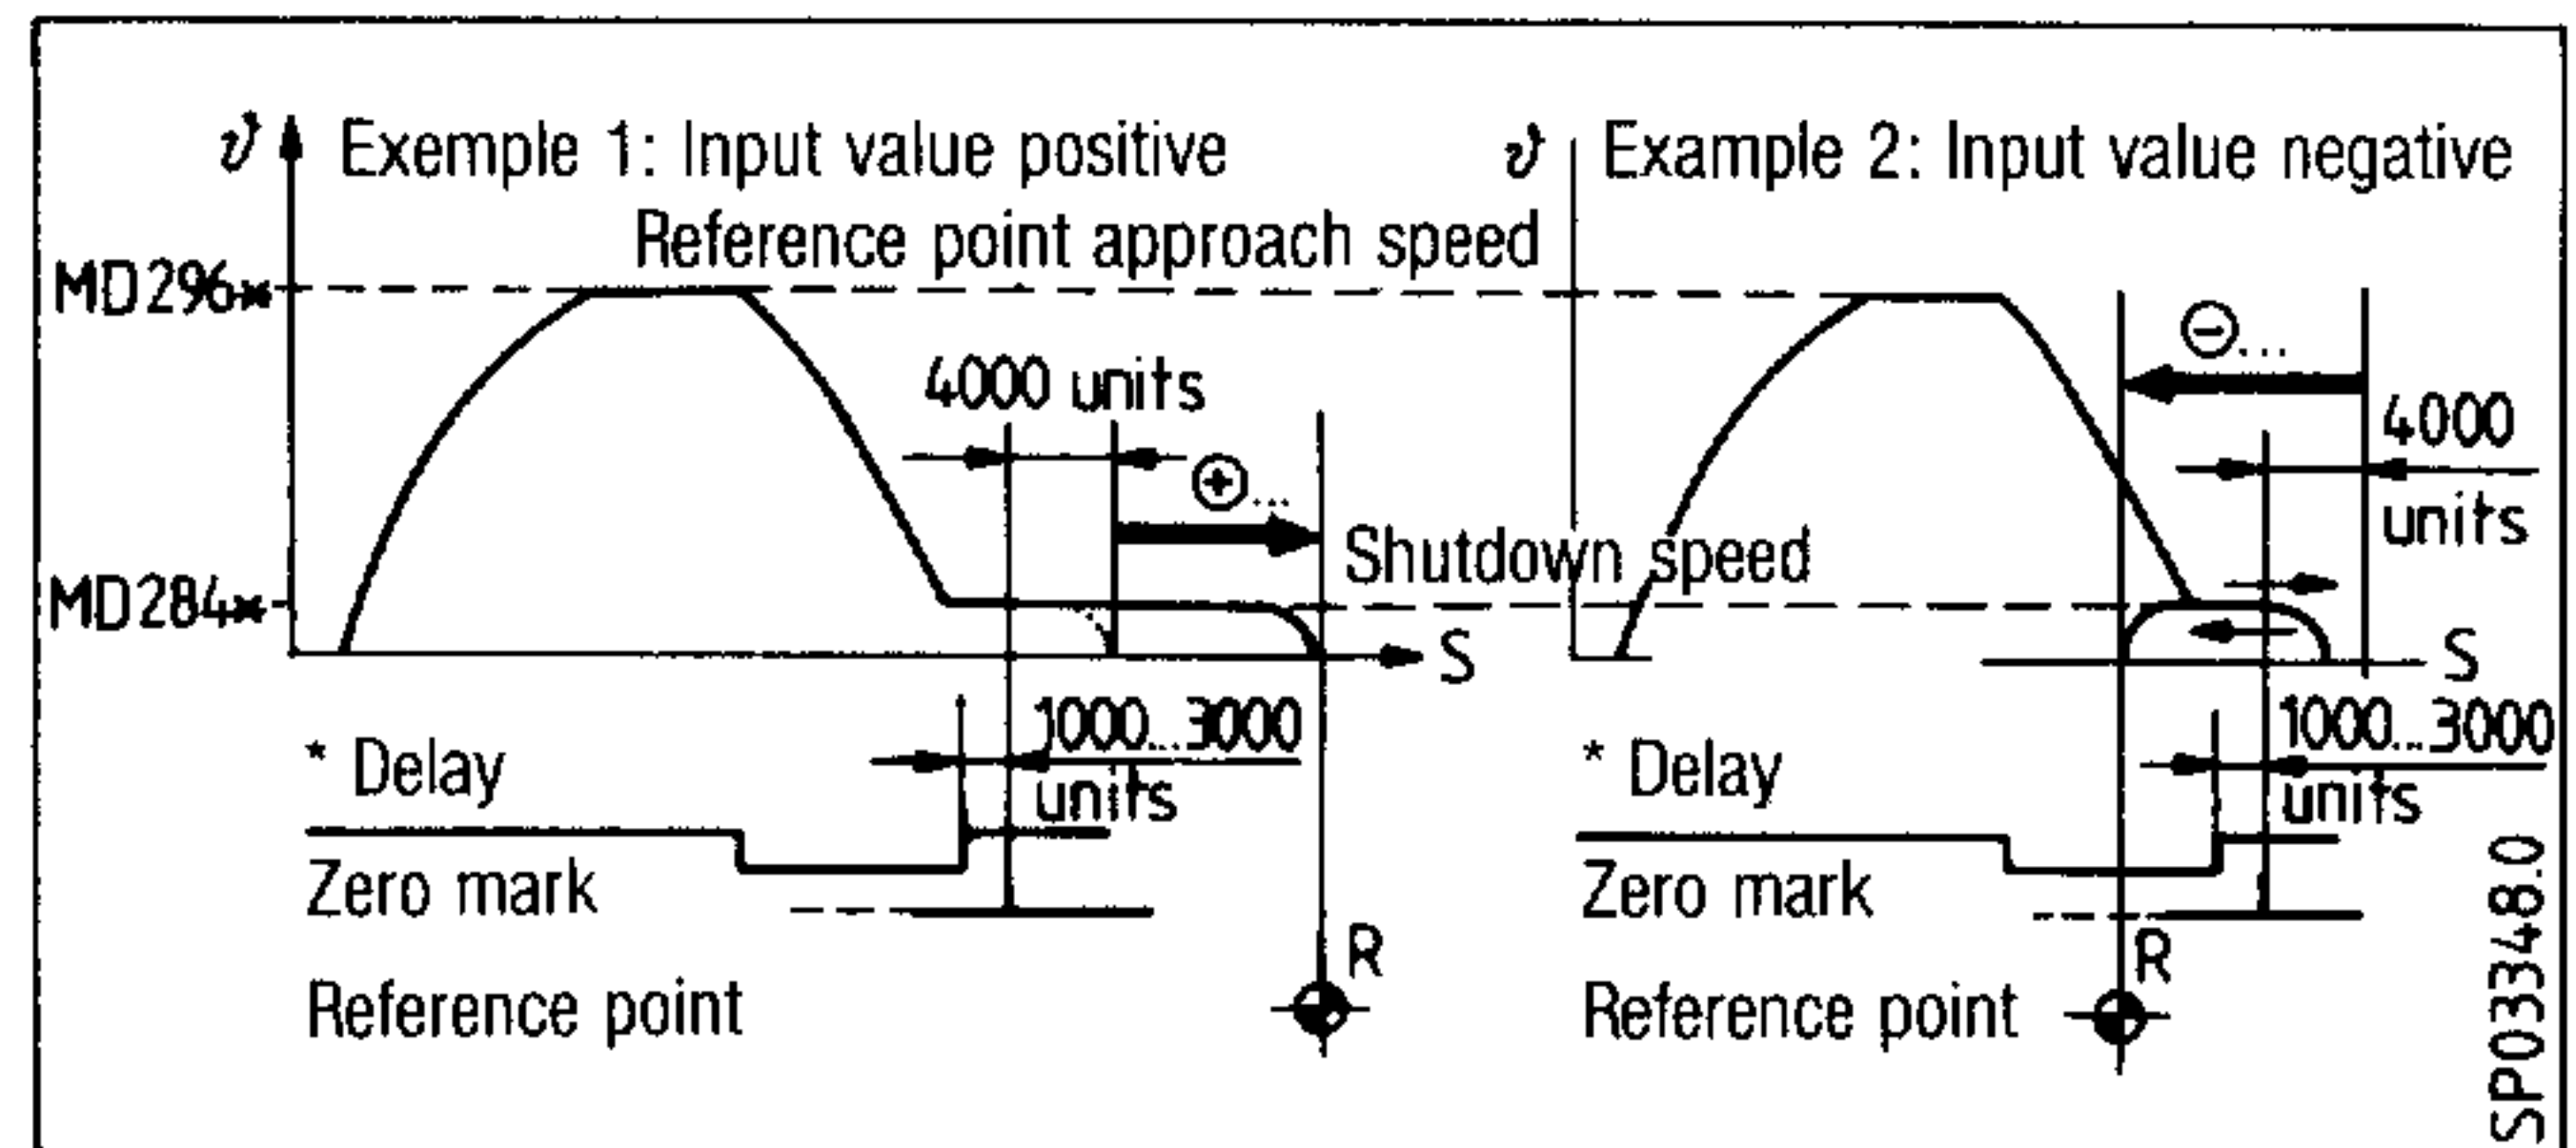 ϑ Exemple 1: Input value positive
ϑ Example 2: Input value negative
Reference point approach speed
MD296*
⊖...
4000 units
4000
units
⊕...
Shutdown speed
MD284*
S
S
1000...3000
units
1000...3000
units
* Delay
* Delay
Zero mark
Zero mark
R
R
Reference point
Reference point
SP03348.0